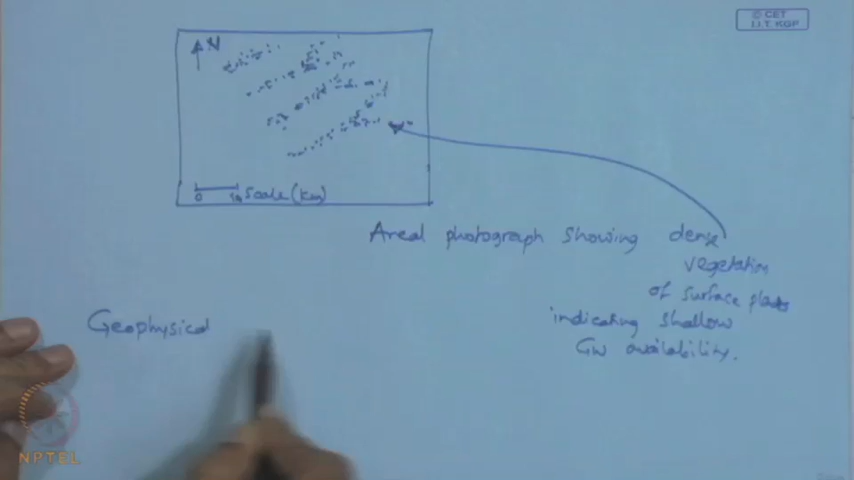 © CET
I.I.T. KGP
N
0 10 Scale (Km)
Areal photograph showing dense
vegetation
of surface plants
indicating shallow
GW availability.
Geophysical
NPTEL